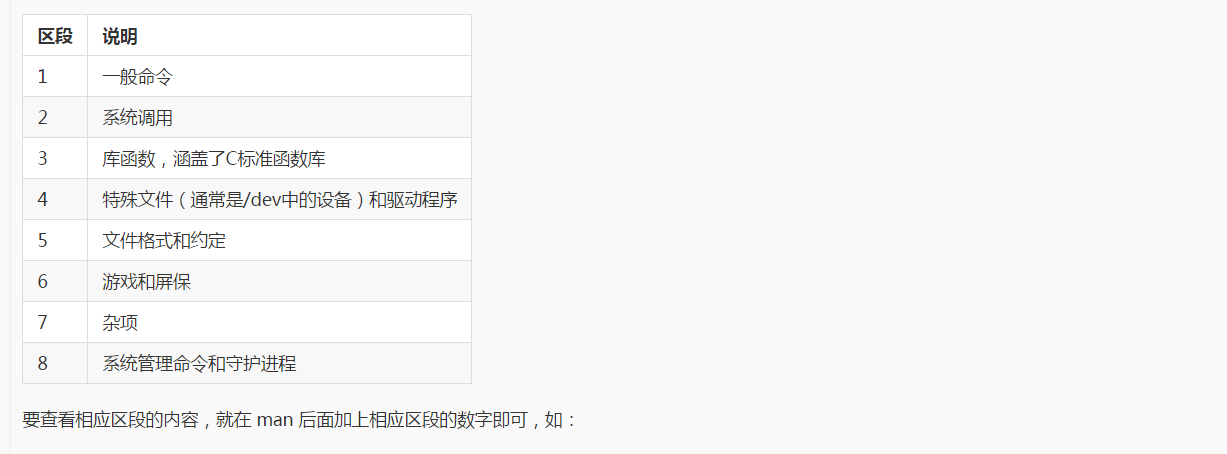 区段 说明
1 一般命令
2 系统调用
3 库函数，涵盖了C标准函数库
4 特殊文件（通常是/dev中的设备）和驱动程序
5 文件格式和约定
6 游戏和屏保
7 杂项
8 系统管理命令和守护进程
要查看相应区段的内容，就在 man 后面加上相应区段的数字即可，如：